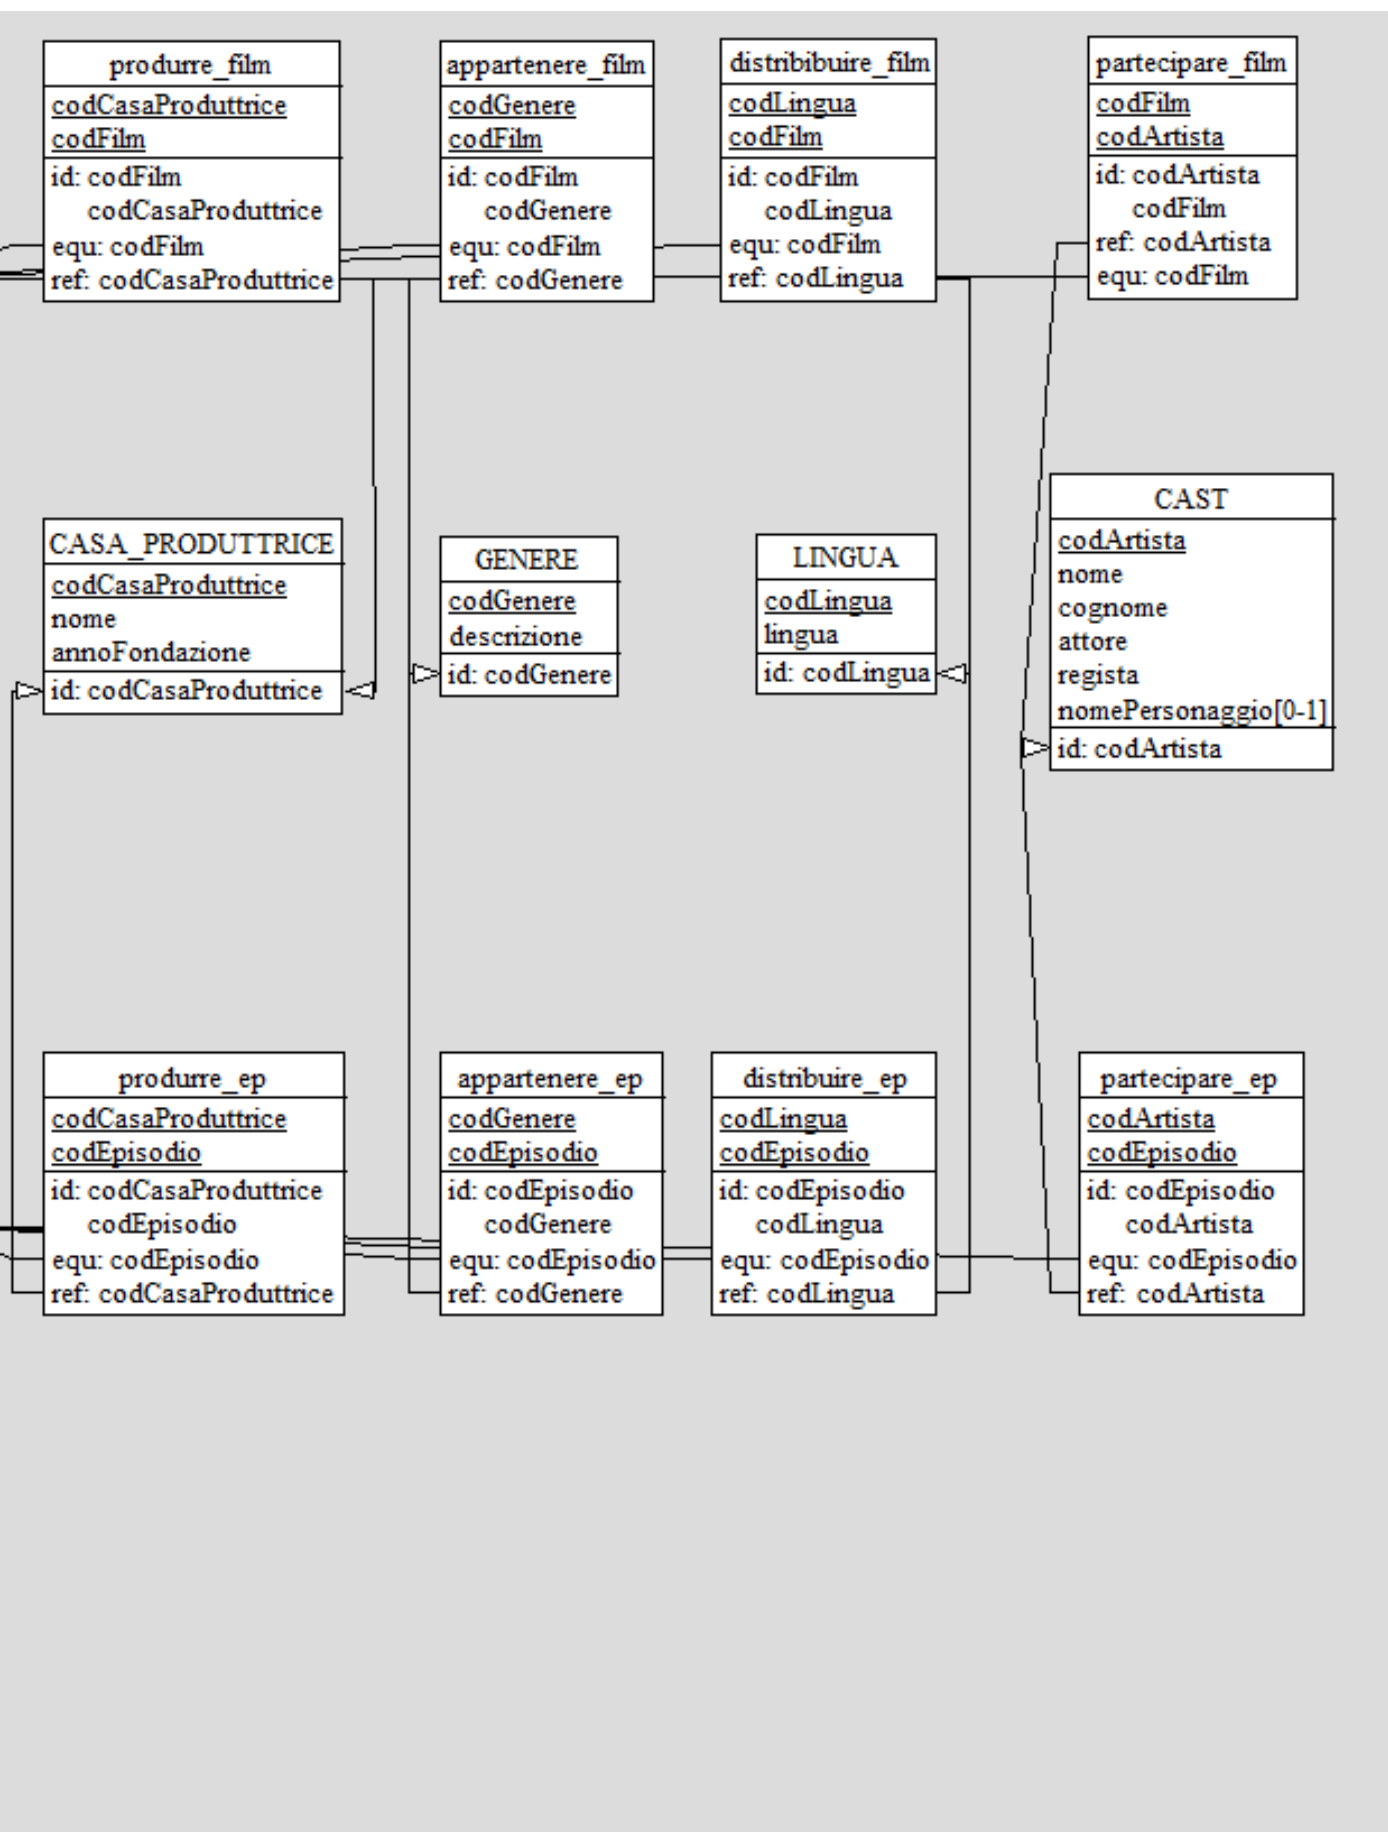 produrre_film
codCasaProduttrice
codFilm
id: codFilm
codCasaProduttrice
equ: codFilm
ref: codCasaProduttrice
appartenere_film
codGenere
codFilm
id: codFilm
codGenere
equ: codFilm
ref: codGenere
distribibuire_film
codLingua
codFilm
id: codFilm
codLingua
equ: codFilm
ref: codLingua
partecipare_film
codFilm
codArtista
id: codArtista
codFilm
ref: codArtista
equ: codFilm
CASA_PRODUTTRICE
codCasaProduttrice
nome
annoFondazione
id: codCasaProduttrice
GENERE
codGenere
descrizione
id: codGenere
LINGUA
codLingua
lingua
id: codLingua
CAST
codArtista
nome
cognome
attore
regista
nomePersonaggio[0-1]
id: codArtista
produrre_ep
codCasaProduttrice
codEpisodio
id: codCasaProduttrice
codEpisodio
equ: codEpisodio
ref: codCasaProduttrice
appartenere_ep
codGenere
codEpisodio
id: codEpisodio
codGenere
equ: codEpisodio
ref: codGenere
distribuire_ep
codLingua
codEpisodio
id: codEpisodio
codLingua
equ: codEpisodio
ref: codLingua
partecipare_ep
codArtista
codEpisodio
id: codEpisodio
codArtista
equ: codEpisodio
ref: codArtista